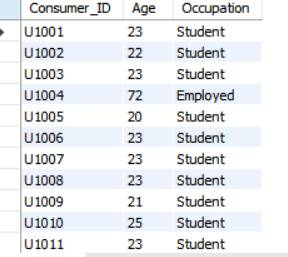 Consumer_ID Age Occupation
U1001 23 Student
U1002 22 Student
U1003 23 Student
U1004 72 Employed
U1005 20 Student
U1006 23 Student
U1007 23 Student
U1008 23 Student
U1009 21 Student
U1010 25 Student
U1011 23 Student